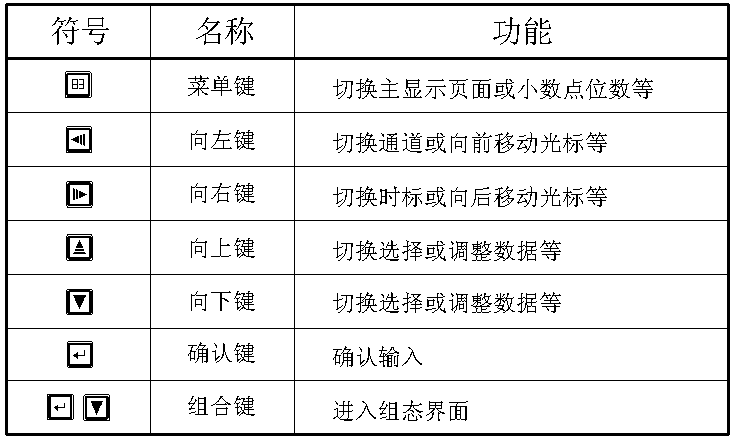 符号 名称 功能
菜单键 切换主显示页面或小数点位数等
向左键 切换通道或向前移动光标等
向右键 切换时标或向后移动光标等
向上键 切换选择或调整数据等
向下键 切换选择或调整数据等
确认键 确认输入
组合键 进入组态界面